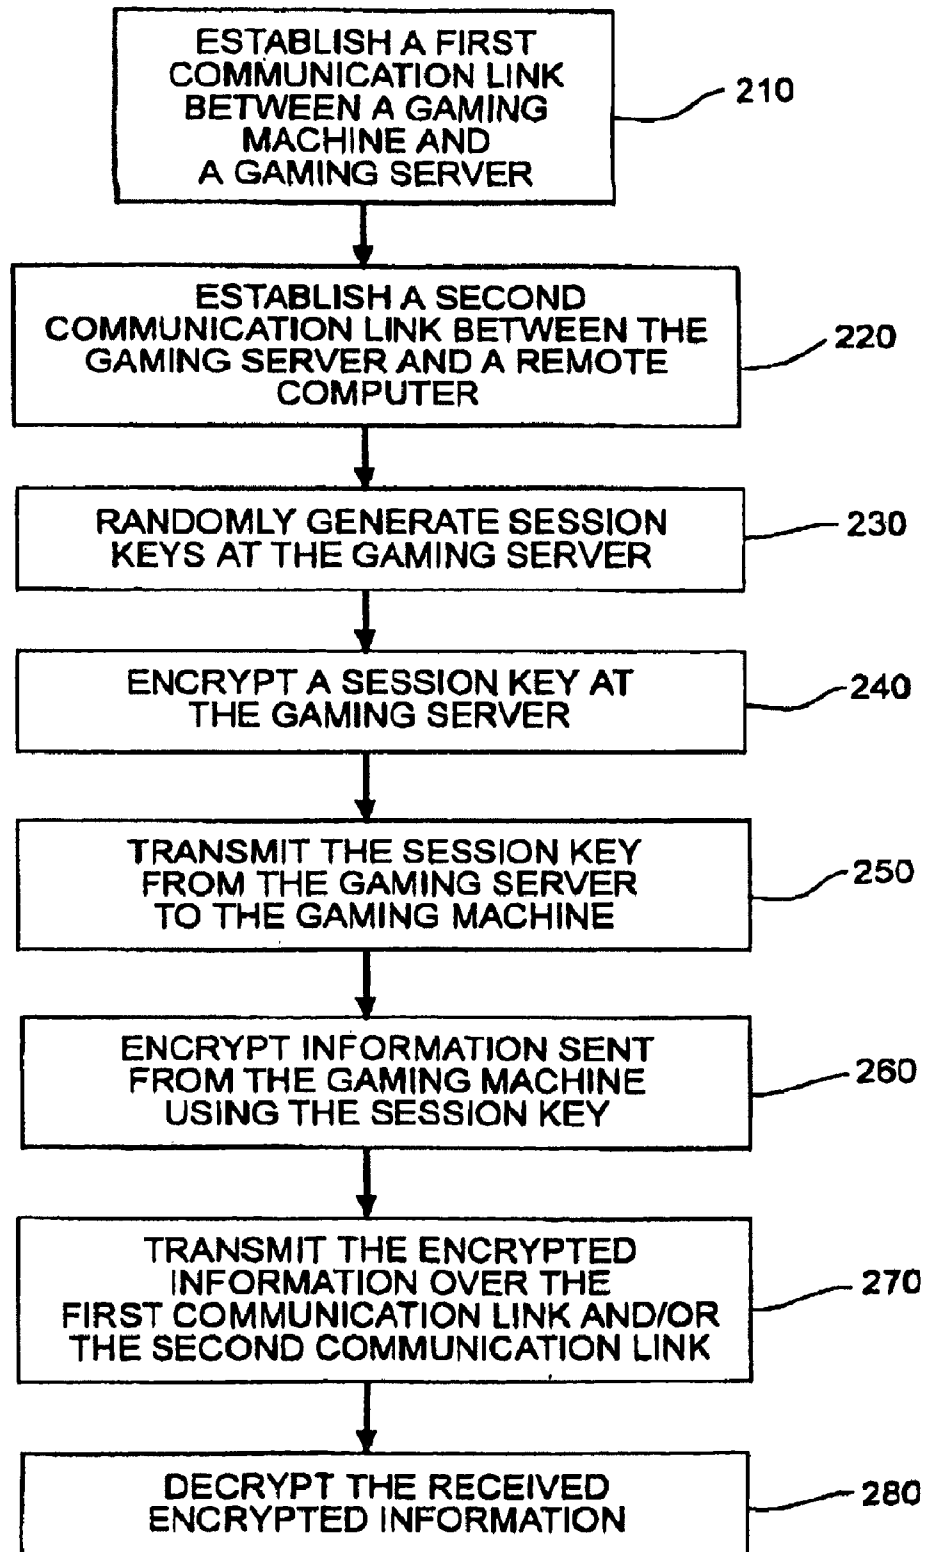 ESTABLISH A FIRST
COMMUNICATION LINK
BETWEEN A GAMING
MACHINE AND
A GAMING SERVER
210
ESTABLISH A SECOND
COMMUNICATION LINK BETWEEN THE
GAMING SERVER AND A REMOTE
COMPUTER
220
RANDOMLY GENERATE SESSION
KEYS AT THE GAMING SERVER
230
ENCRYPT A SESSION KEY AT
THE GAMING SERVER
240
TRANSMIT THE SESSION KEY
FROM THE GAMING SERVER
TO THE GAMING MACHINE
250
ENCRYPT INFORMATION SENT
FROM THE GAMING MACHINE
USING THE SESSION KEY
260
TRANSMIT THE ENCRYPTED
INFORMATION OVER THE
FIRST COMMUNICATION LINK AND/OR
THE SECOND COMMUNICATION LINK
270
DECRYPT THE RECEIVED
ENCRYPTED INFORMATION
280